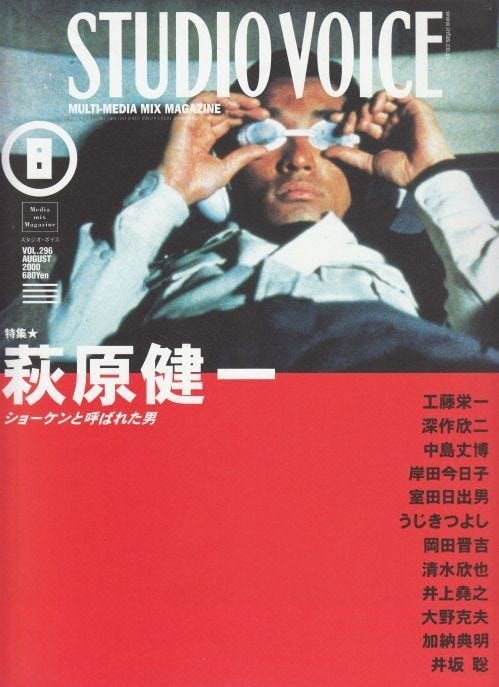 www.infas.co.jp
STUDIO VOICE
MULTI-MEDIA MIX MAGAZINE
8
Media
mix
Magazine
スタジオ・ボイス
VOL.296
AUGUST
2000
680Yen
特集★
萩原健一
ショーケンと呼ばれた男
工藤栄一
深作欣二
中島丈博
岸田今日子
室田日出男
うじきつよし
岡田晋吉
清水欣也
井上堯之
大野克夫
加納典明
井坂 聡